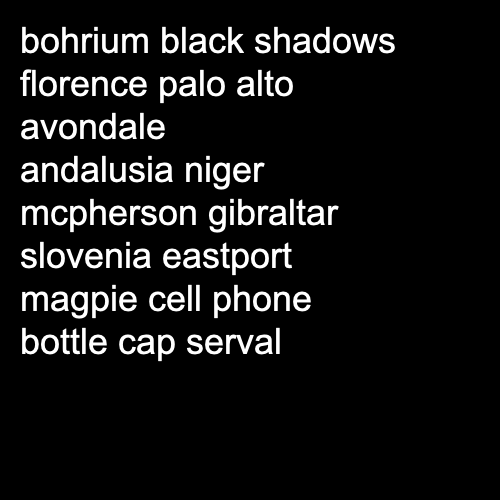 bohrium black shadows
florence palo alto
avondale
andalusia niger
mcpherson gibraltar
slovenia eastport
magpie cell phone
bottle cap serval